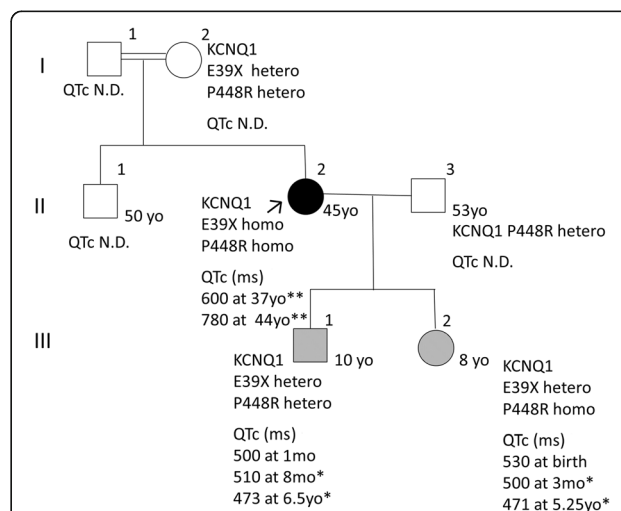 1
2
I
KCNQ1
E39X hetero
P448R hetero
QTc N.D.
QTc N.D.
1
2
3
II
50 yo
QTc N.D.
KCNQ1
E39X homo
P448R homo
45yo
53yo
KCNQ1 P448R hetero
QTc N.D.
QTc (ms)
600 at 37yo**
780 at 44yo**
III
1
2
10 yo
8 yo
KCNQ1
E39X hetero
P448R hetero
QTc (ms)
500 at 1mo
510 at 8mo*
473 at 6.5yo*
KCNQ1
E39X hetero
P448R homo
QTc (ms)
530 at birth
500 at 3mo*
471 at 5.25yo*